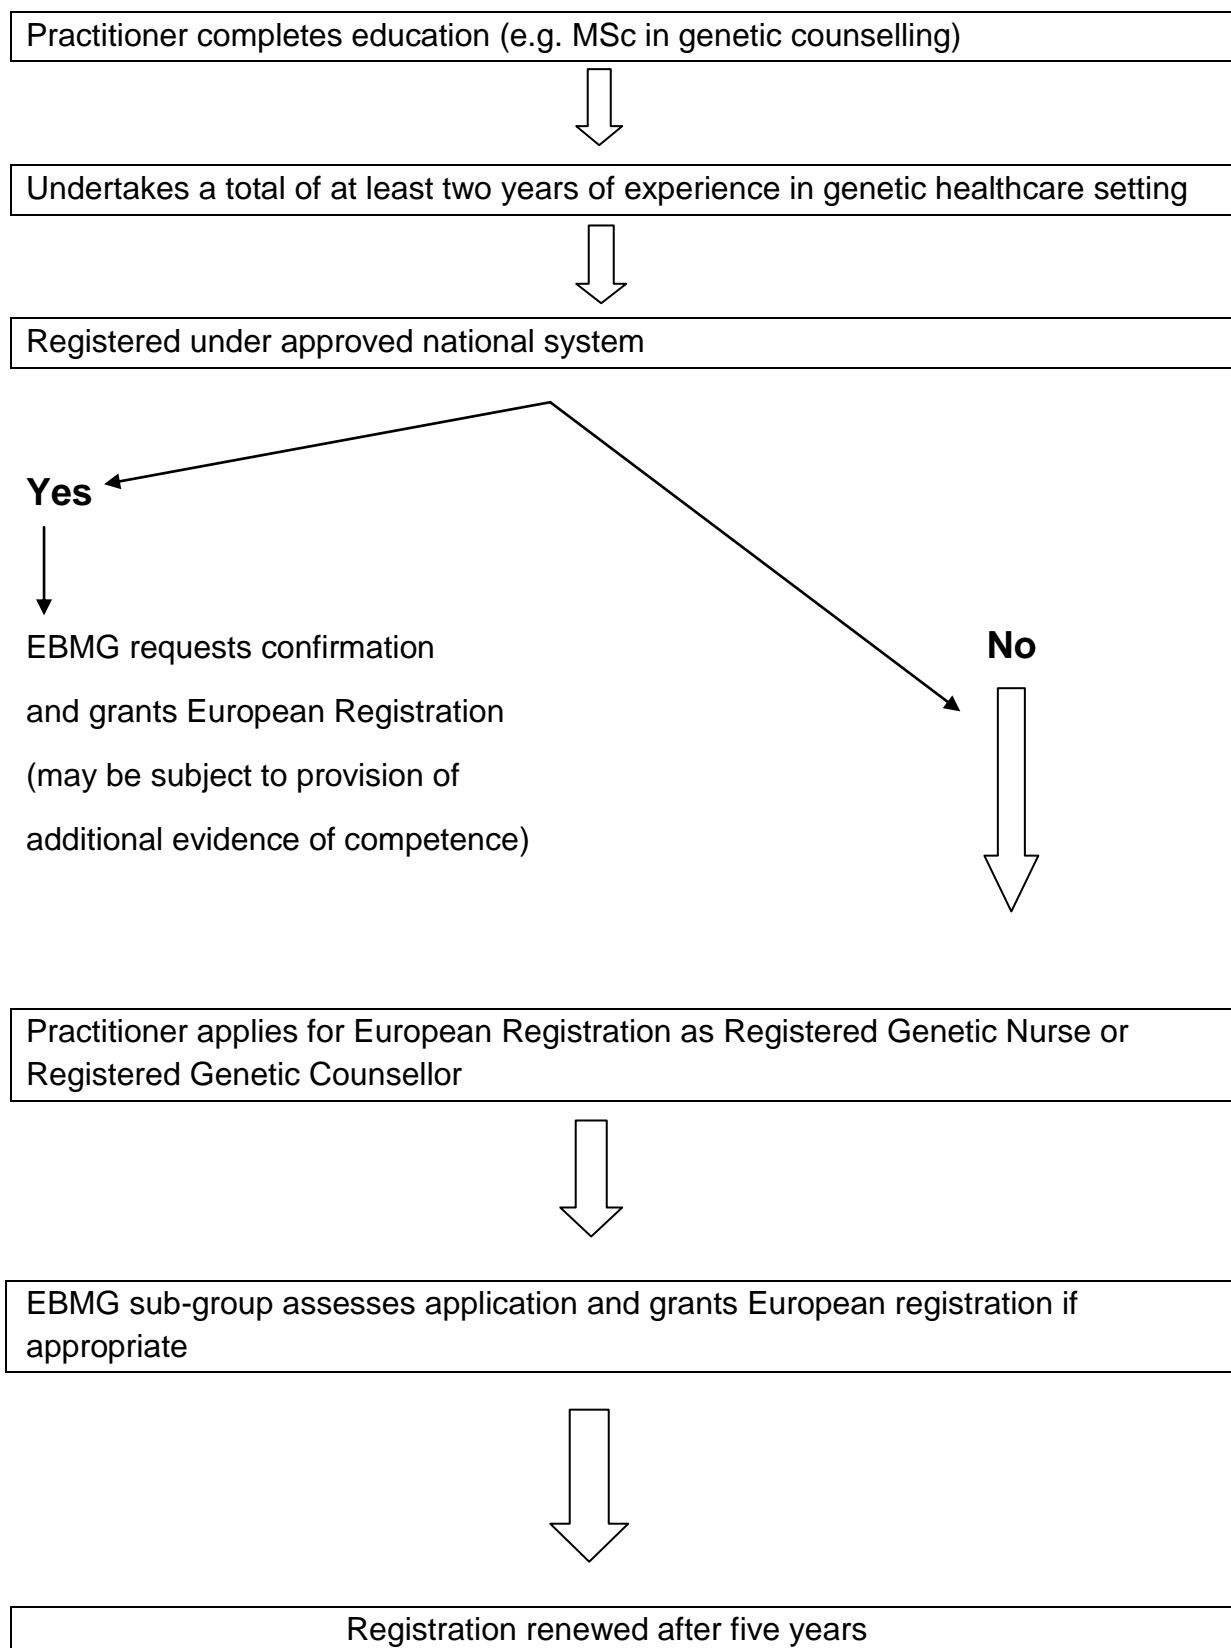 Practitioner completes education (e.g. MSc in genetic counselling)
Undertakes a total of at least two years of experience in genetic healthcare setting
Registered under approved national system
Yes
EBMG requests confirmation
and grants European Registration
(may be subject to provision of
additional evidence of competence)
No
Practitioner applies for European Registration as Registered Genetic Nurse or
Registered Genetic Counsellor
EBMG sub-group assesses application and grants European registration if
appropriate
Registration renewed after five years